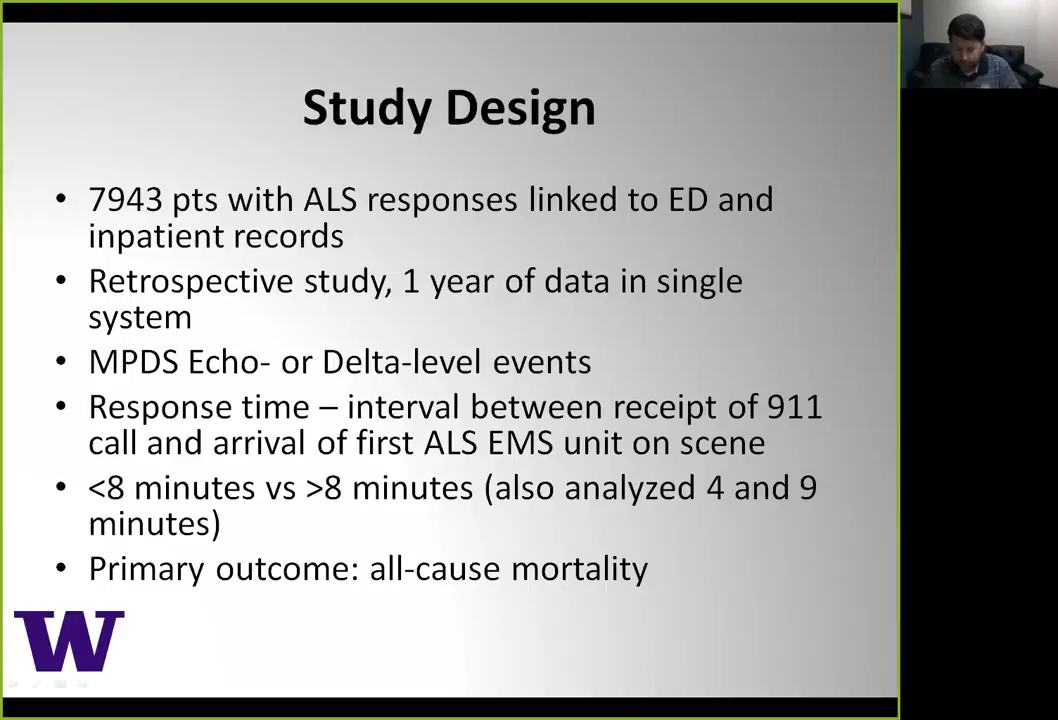 Study Design
• 7943 pts with ALS responses linked to ED and
inpatient records
• Retrospective study, 1 year of data in single
system
• MPDS Echo- or Delta-level events
• Response time – interval between receipt of 911
call and arrival of first ALS EMS unit on scene
• <8 minutes vs >8 minutes (also analyzed 4 and 9
minutes)
• Primary outcome: all-cause mortality
W